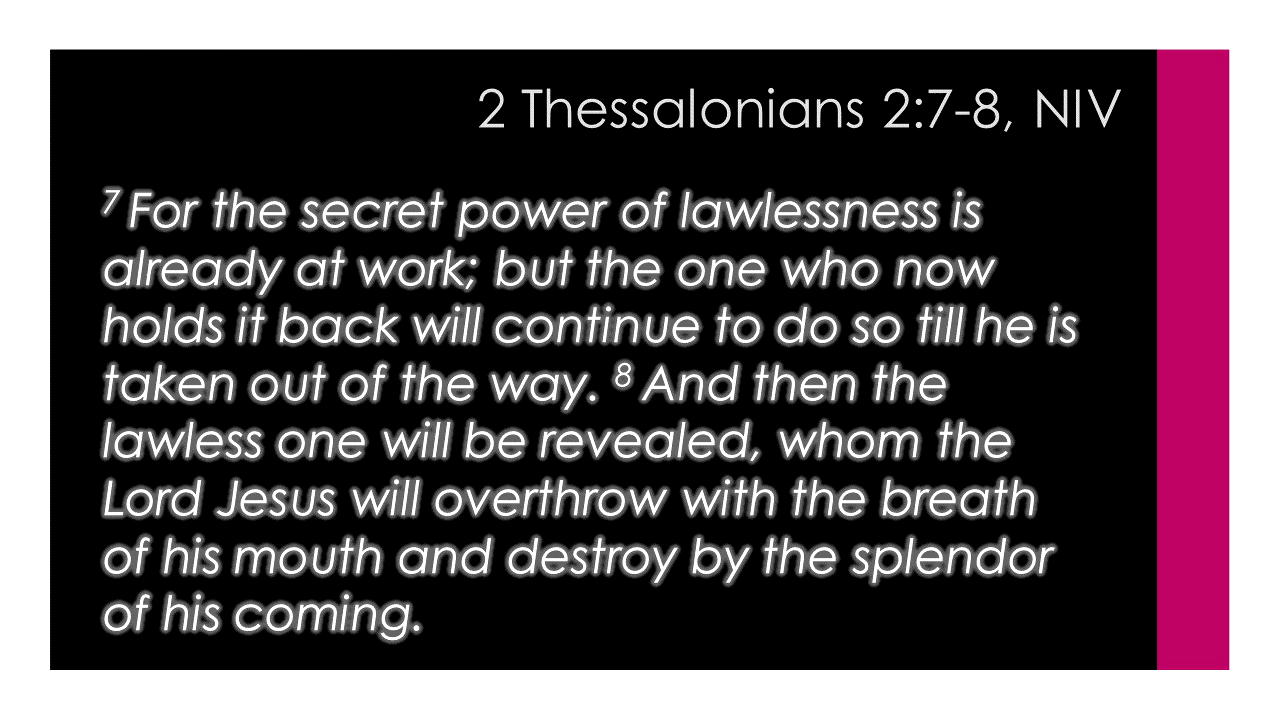 2 Thessalonians 2:7-8, NIV
7 For the secret power of lawlessness is
already at work; but the one who now
holds it back will continue to do so till he is
taken out of the way. 8 And then the
lawless one will be revealed, whom the
Lord Jesus will overthrow with the breath
of his mouth and destroy by the splendor
of his coming.